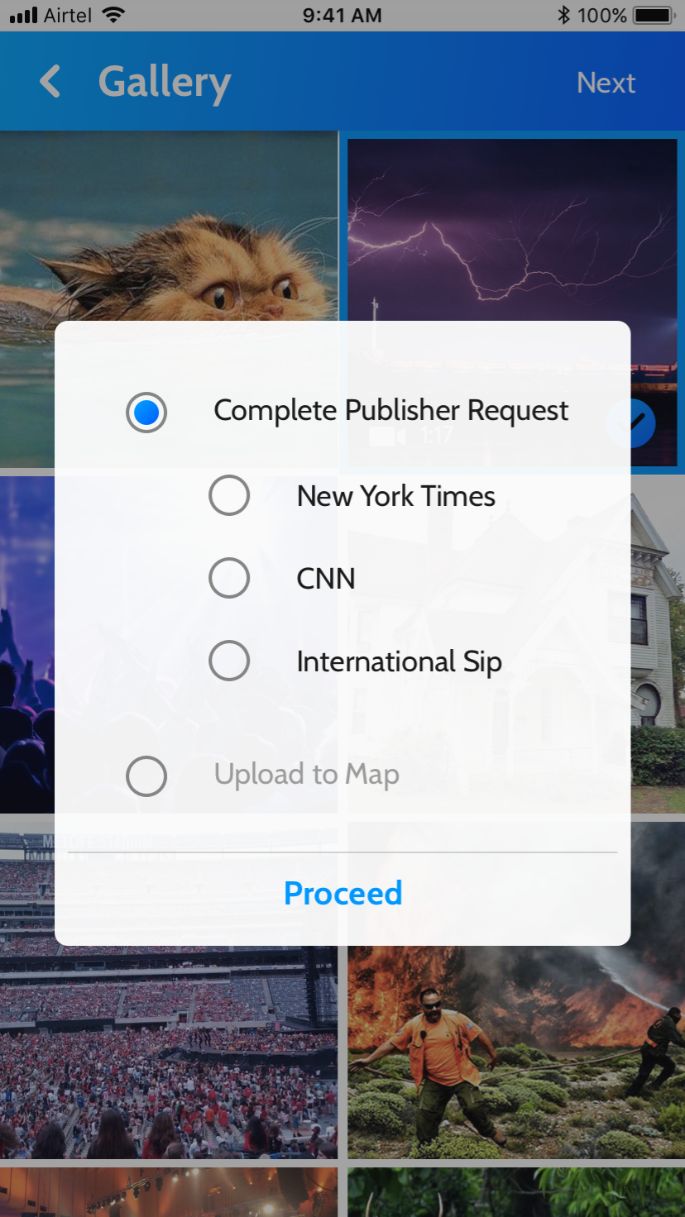 Airtel 9:41 AM 100%
Gallery Next
Complete Publisher Request
1:17
New York Times
CNN
International Sip
Upload to Map
Proceed